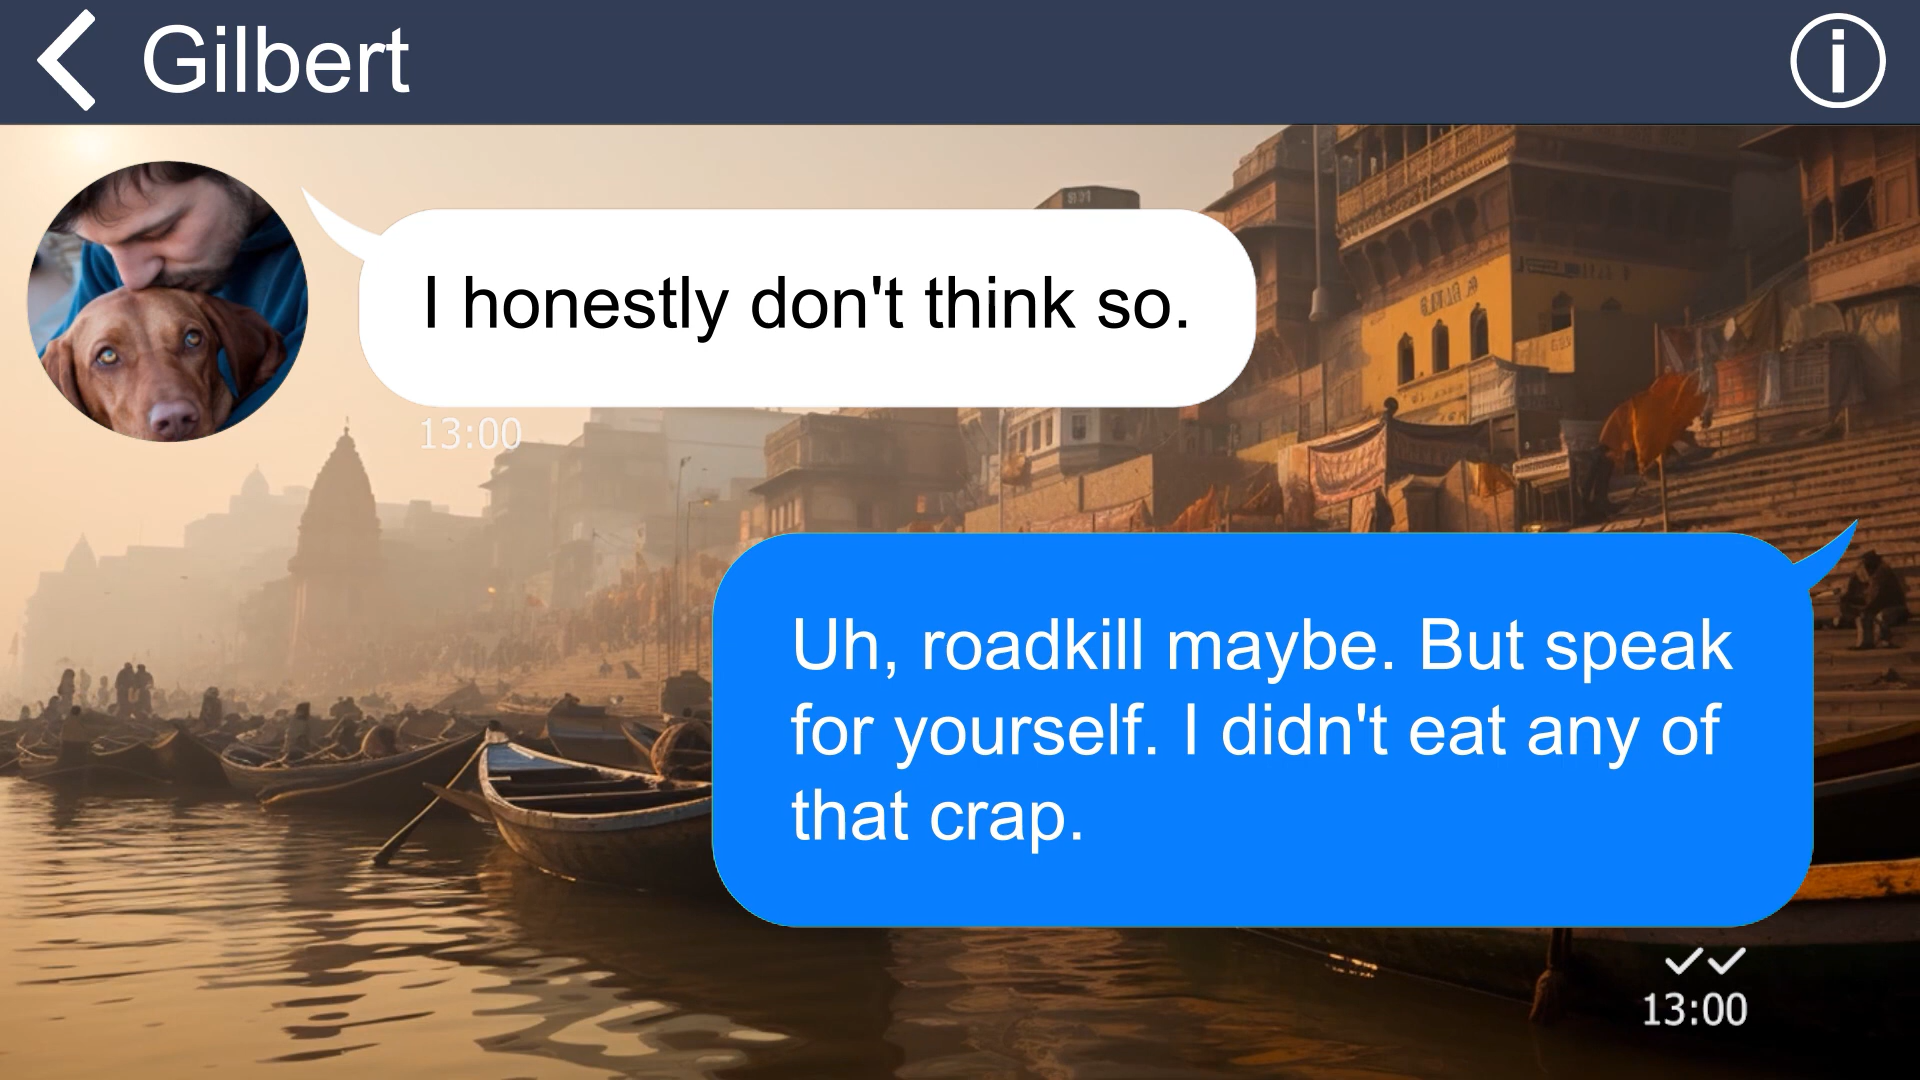 Gilbert
I honestly don't think so.
13:00
Uh, roadkill maybe. But speak
for yourself. I didn't eat any of
that crap.
13:00